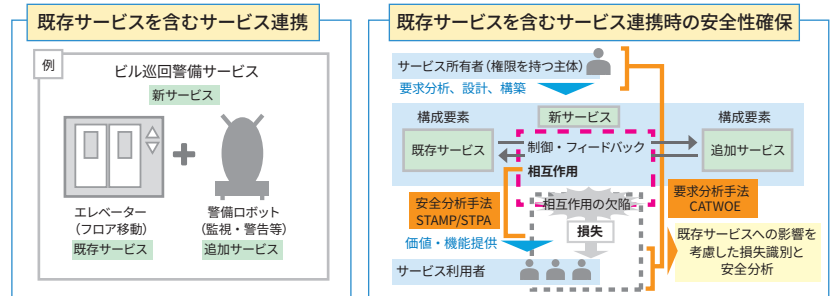 既存サービスを含むサービス連携
例
ビル巡回警備サービス
新サービス
エレベーター
（フロア移動）
既存サービス
警備ロボット
（監視・警告等）
追加サービス
既存サービスを含むサービス連携時の安全性確保
サービス所有者（権限を持つ主体）
要求分析、設計、構築
構成要素
新サービス
構成要素
既存サービス
制御・フィードバック
追加サービス
相互作用
安全分析手法
STAMP/STPA
相互作用の欠陥
要求分析手法
CATWOE
損失
価値・機能提供
サービス利用者
既存サービスへの影響を
考慮した損失識別と
安全分析